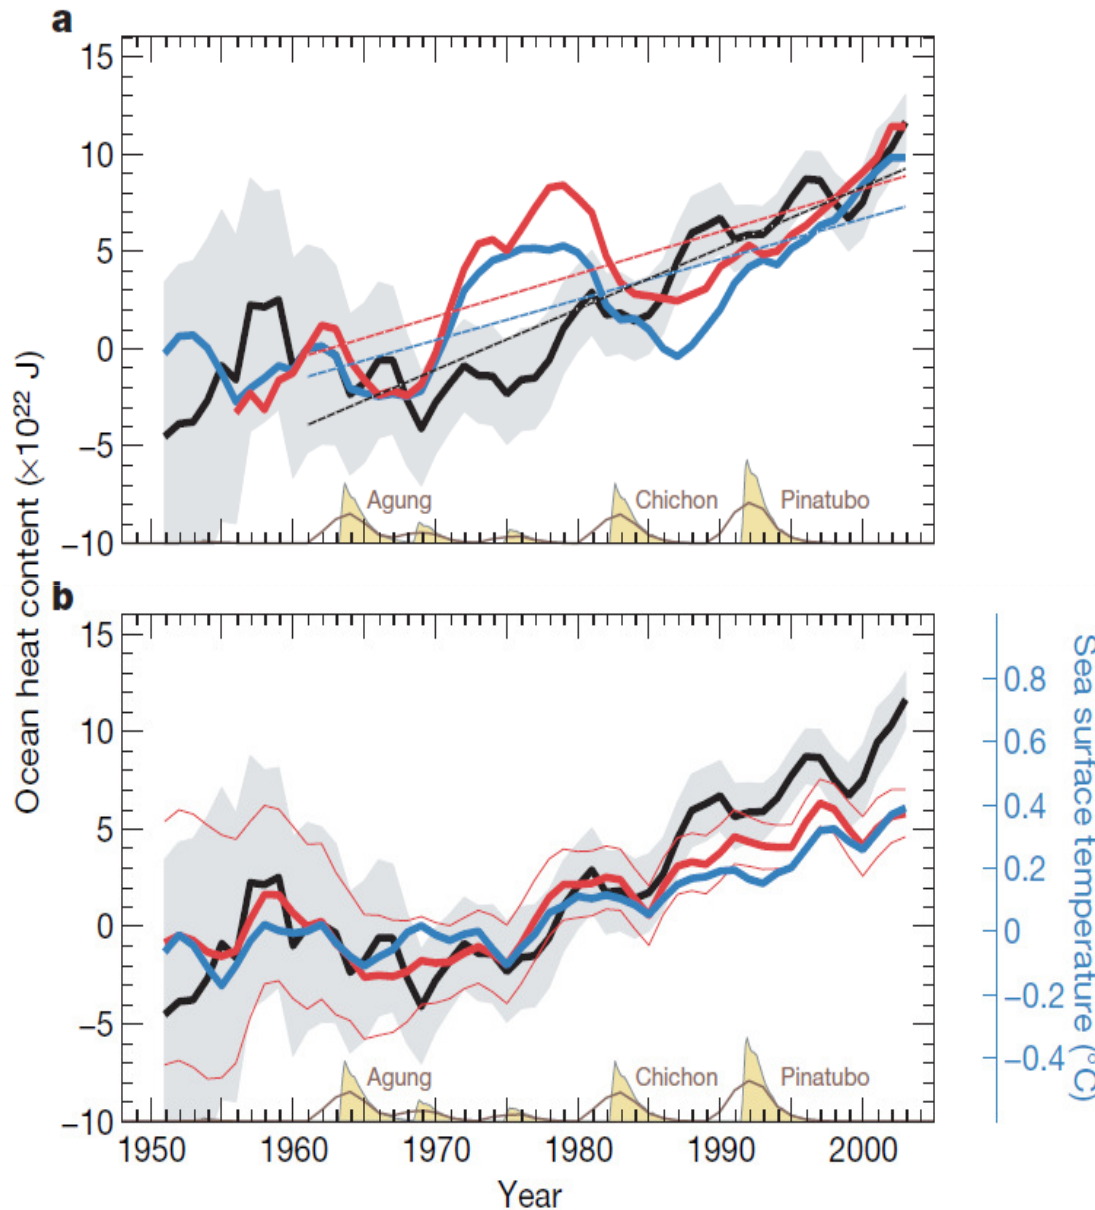 a
15
10
5
0
−5
−10
Agung
Chichon
Pinatubo
b
15
10
5
0
−5
−10
Agung
Chichon
Pinatubo
0.8
0.6
0.4
0.2
0
−0.2
−0.4
Ocean heat content (×10²² J)
Sea surface temperature (°C)
1950 1960 1970 1980 1990 2000
Year